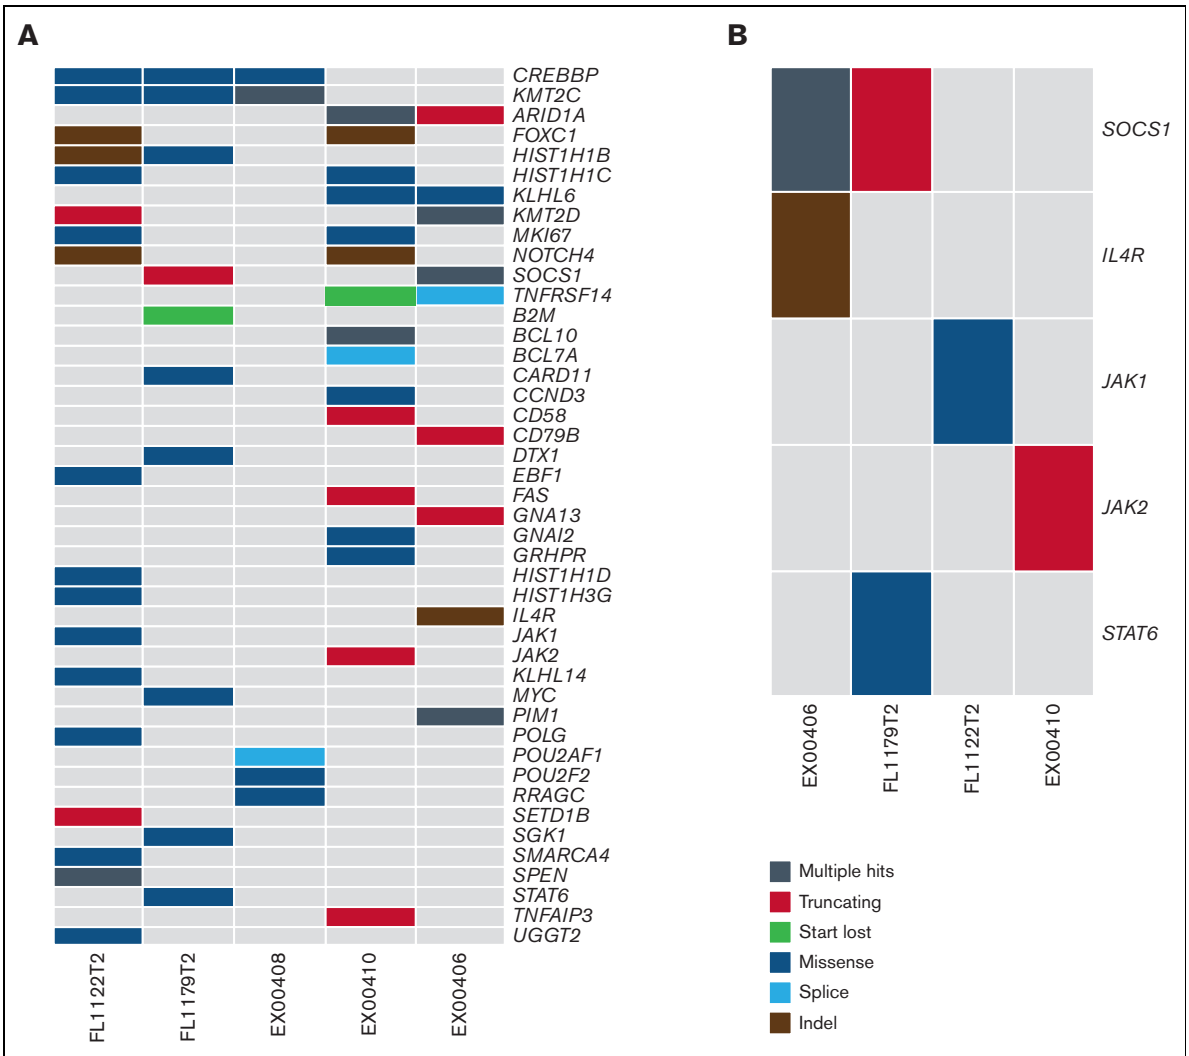 A
CREBBP
KMT2C
ARID1A
FOXC1
HIST1H1B
HIST1H1C
KLHL6
KMT2D
MKI67
NOTCH4
SOCS1
TNFRSF14
B2M
BCL10
BCL7A
CARD11
CCND3
CD58
CD79B
DTX1
EBF1
FAS
GNA13
GNAI2
GRHPR
HIST1H1D
HIST1H3G
IL4R
JAK1
JAK2
KLHL14
MYC
PIM1
POLG
POU2AF1
POU2F2
RRAGC
SETD1B
SGK1
SMARCA4
SPEN
STAT6
TNFAIP3
UGGT2
FL1122T2
FL1179T2
EX00408
EX00410
EX00406
B
SOCS1
IL4R
JAK1
JAK2
STAT6
EX00406
FL1179T2
FL1122T2
EX00410
Multiple hits
Truncating
Start lost
Missense
Splice
Indel